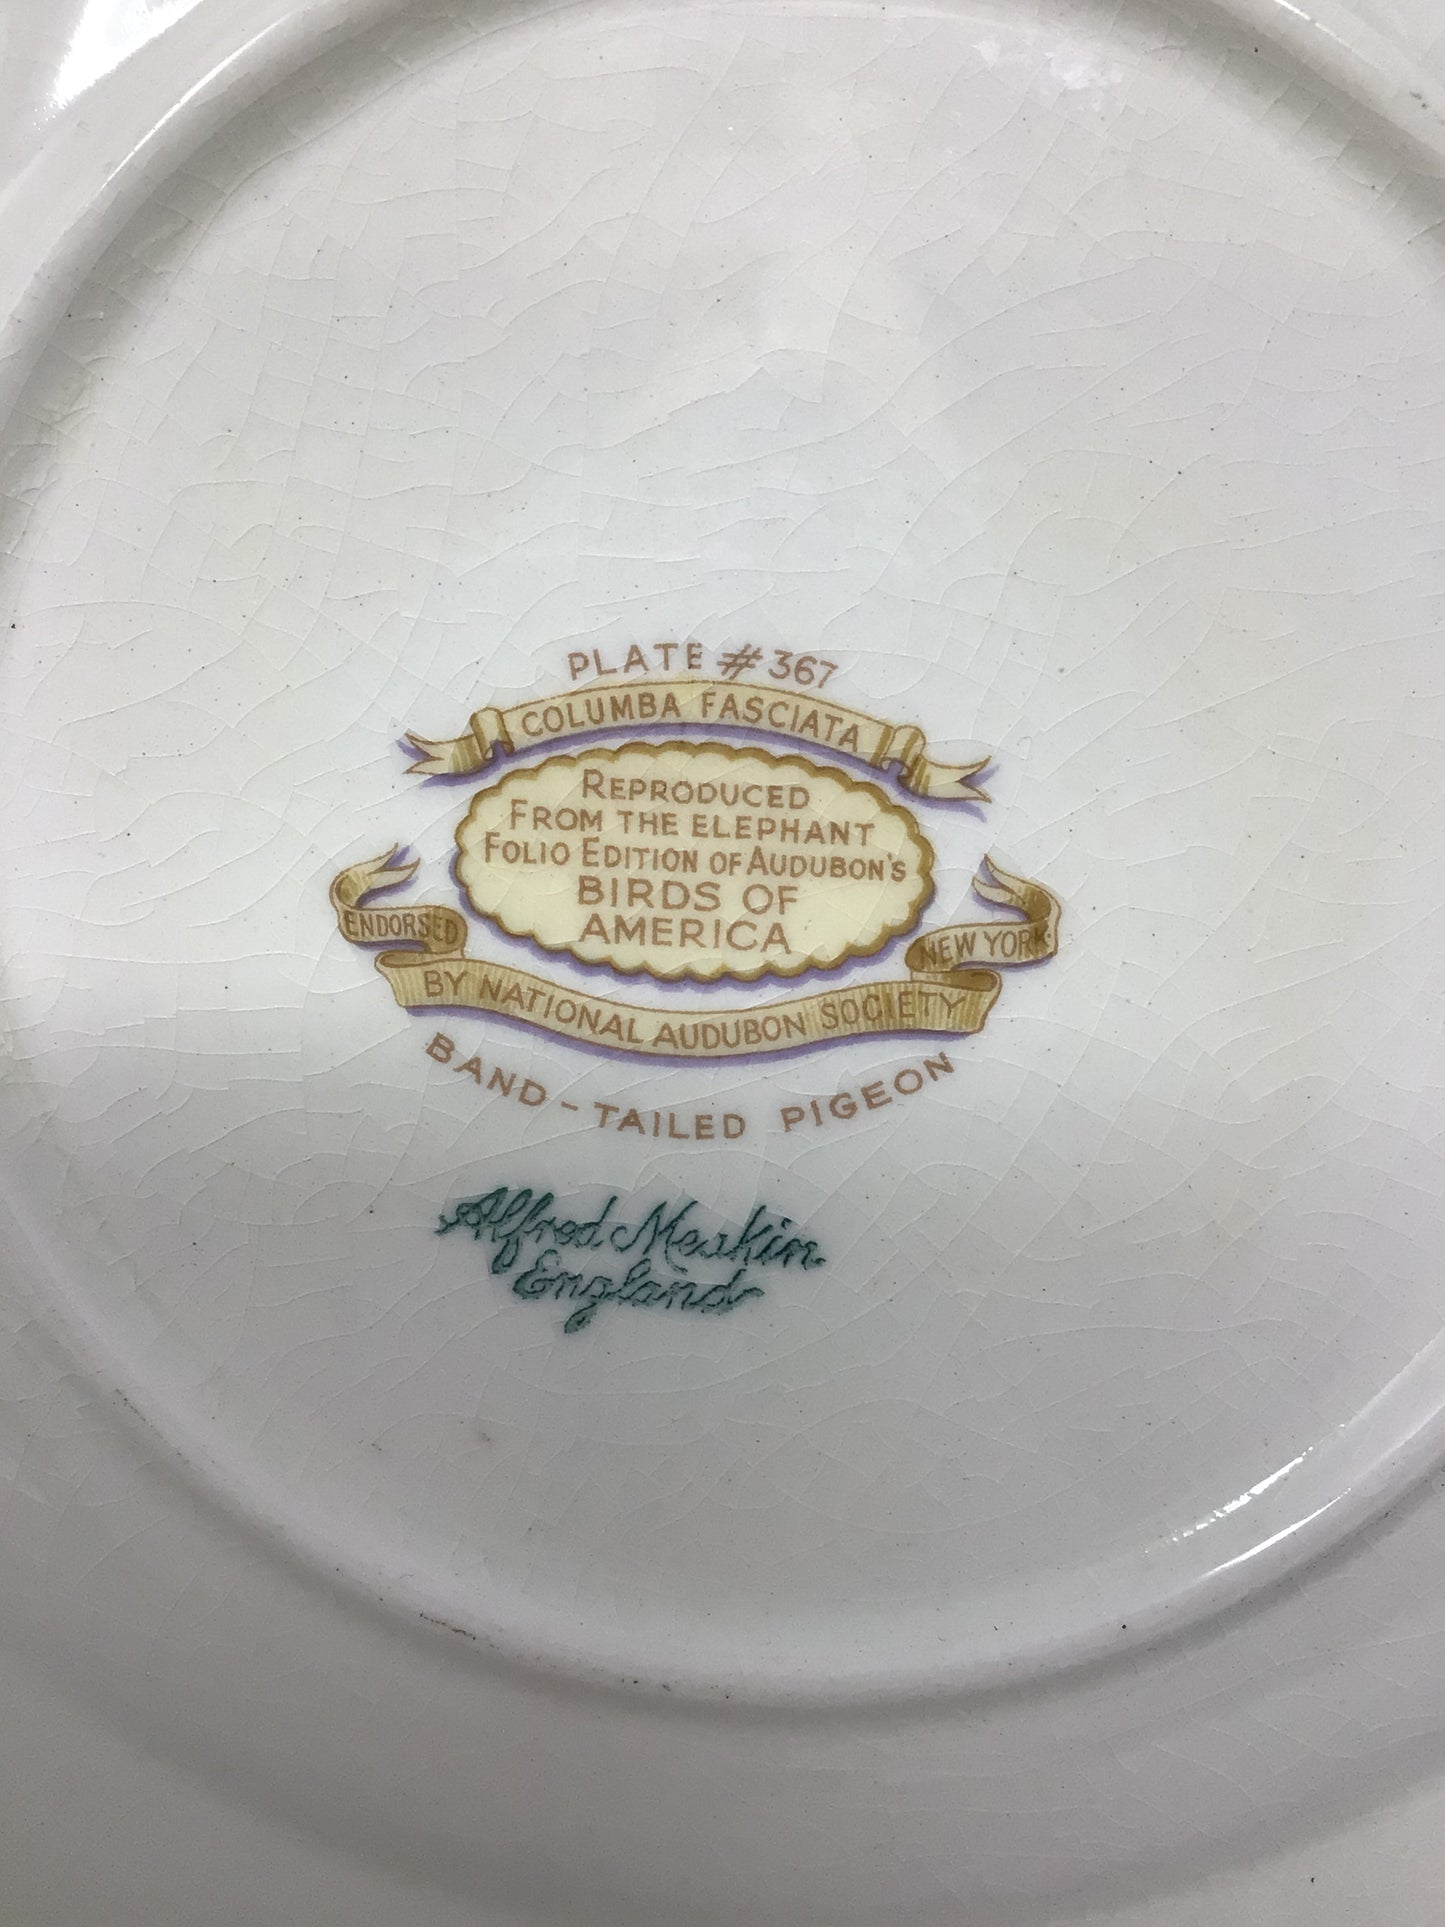 PLATE # 367
COLUMBA FASCIATA
REPRODUCED
FROM THE ELEPHANT
FOLIO EDITION OF AUDUBON'S
BIRDS OF
AMERICA
ENDORSED
BY NATIONAL AUDUBON SOCIETY
NEW YORK
BAND-TAILED PIGEON
Alfred Meakin
England